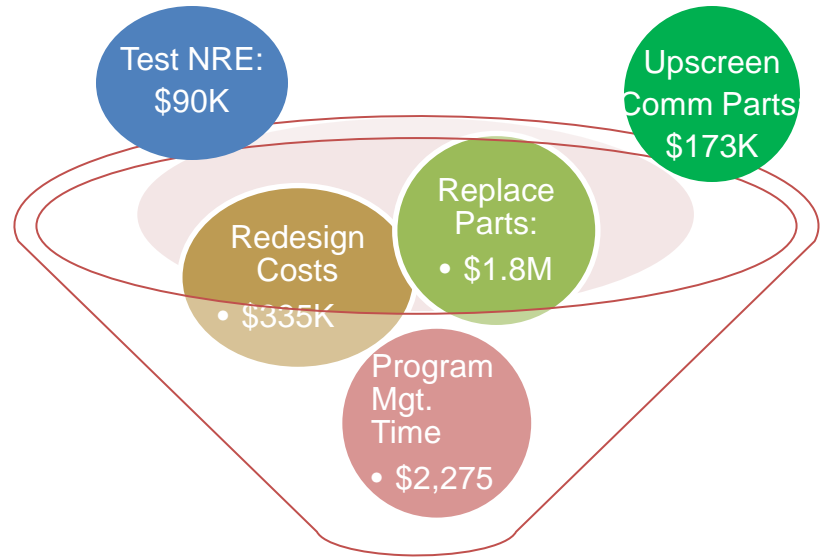 Test NRE:
$90K
Upscreen
Comm Parts:
$173K
Replace
Parts:
• $1.8M
Redesign
Costs
• $335K
Program
Mgt.
Time
• $2,275